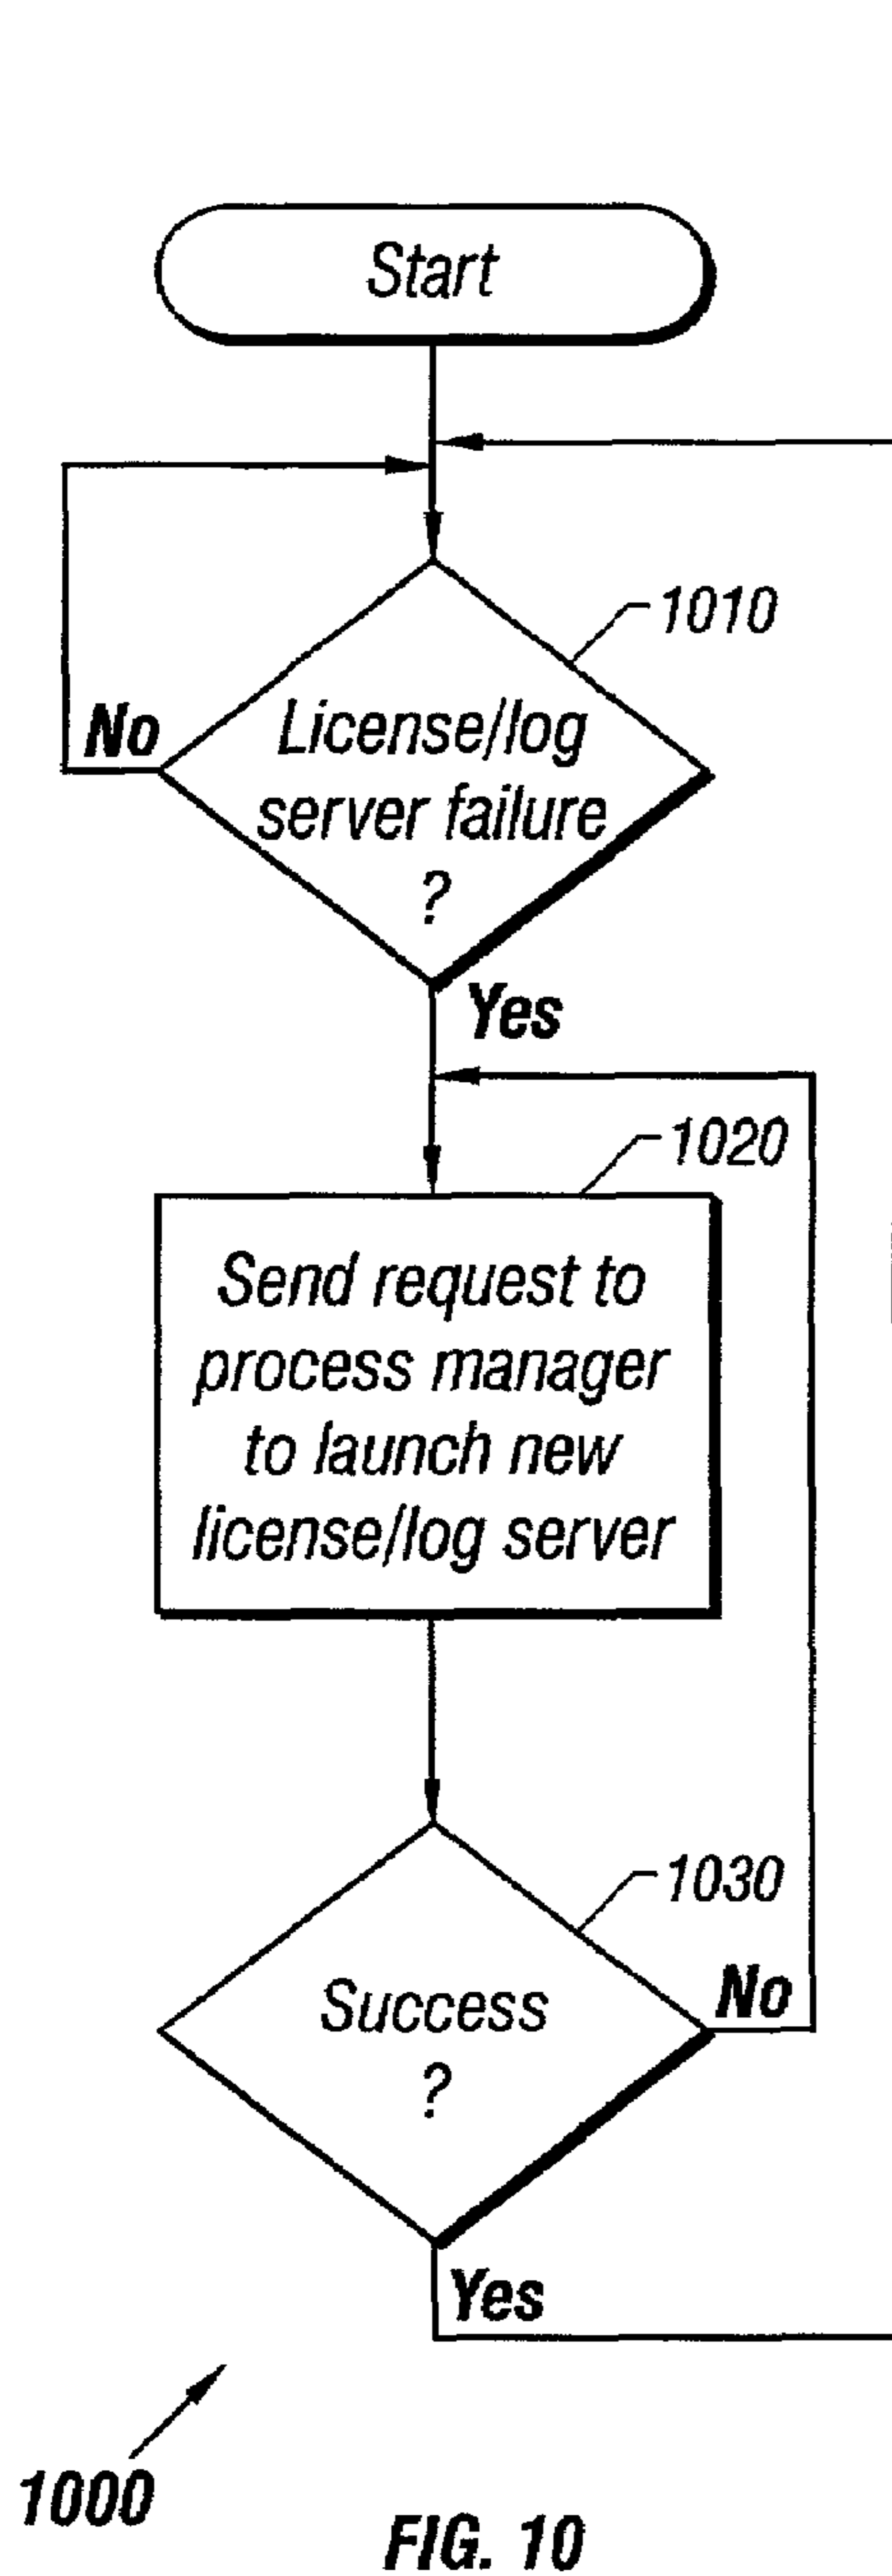 Start
1010
No
License/log
server failure
?
Yes
1020
Send request to
process manager
to launch new
license/log server
1030
Success
?
No
Yes
1000
FIG. 10